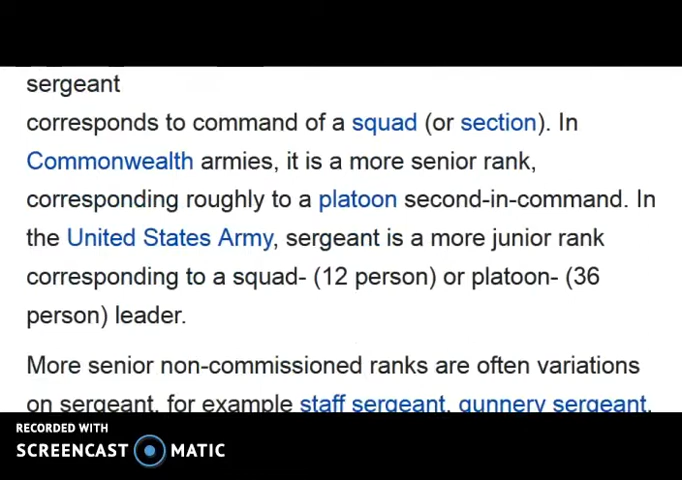 sergeant
corresponds to command of a squad (or section). In
Commonwealth armies, it is a more senior rank,
corresponding roughly to a platoon second-in-command. In
the United States Army, sergeant is a more junior rank
corresponding to a squad- (12 person) or platoon- (36
person) leader.
More senior non-commissioned ranks are often variations
on sergeant, for example staff sergeant, gunnery sergeant,
RECORDED WITH
SCREENCAST MATIC